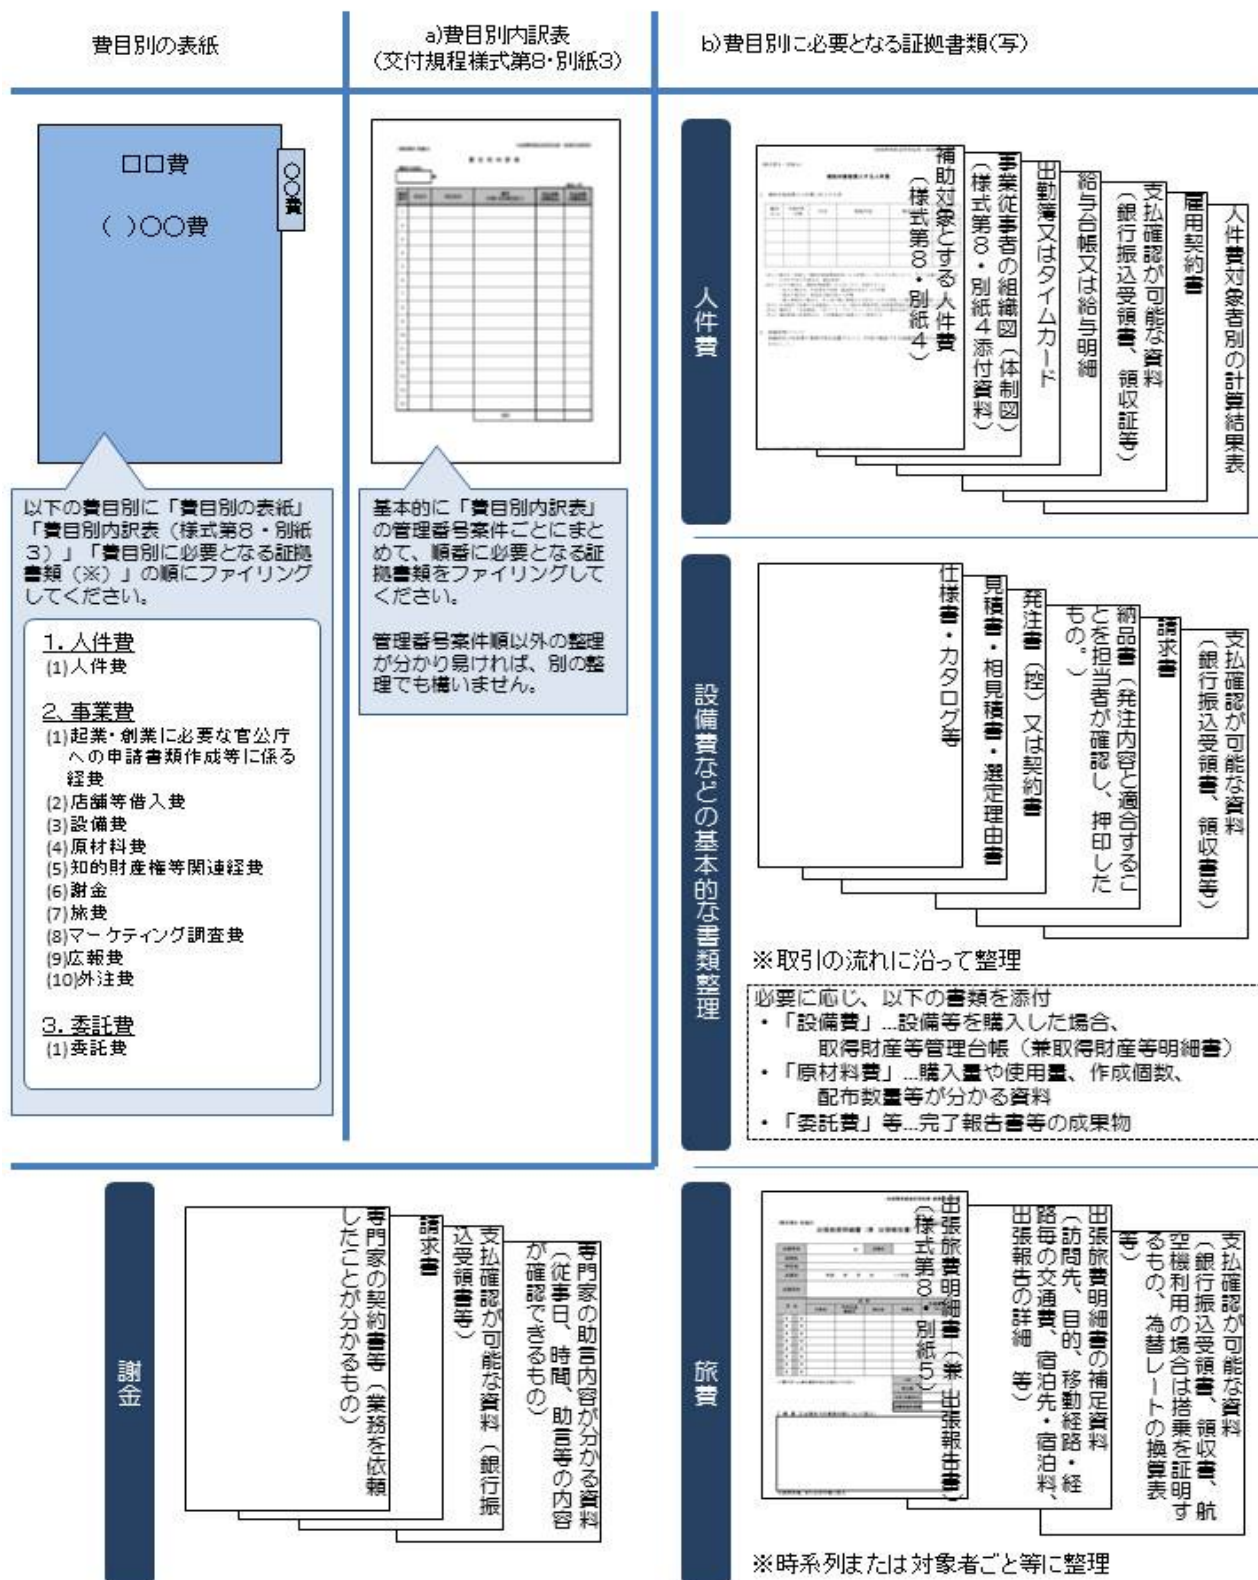 費目別の表紙
a)費目別内訳表
(交付規程様式第8・別紙3)
b)費目別に必要となる証拠書類(写)
□□費
( )○○費
○○費
以下の費目別に「費目別の表紙」
「費目別内訳表(様式第8・別紙
3)」「費目別に必要となる証拠
書類(※)」の順にファイリング
してください。
1.人件費
(1)人件費
2、事業費
(1)起業・創業に必要な官公庁
への申請書類作成等に係る
経費
(2)店舗等借入費
(3)設備費
(4)原材料費
(5)知的財産権等関連経費
(6)謝金
(7)旅費
(8)マーケティング調査費
(9)広報費
(10)外注費
3.委託費
(1)委託費
基本的に「費目別内訳表」
の管理番号案件ごとにまと
めて、順番に必要となる証
拠書類をファイリングして
ください。
管理番号案件順以外の整理
が分かり易ければ、別の整
理でも構いません。
人件費
補助対象とする人件費
(様式第8・別紙4)
事業従事者の組織図(体制図)
(様式第8・別紙4添付資料)
出勤簿又はタイムカード
給与台帳又は給与明細
支払確認が可能な資料
(銀行振込受領書、領収証等)
雇用契約書
人件費対象者別の計算結果表
設備費などの基本的な書類整理
仕様書・カタログ等
見積書・相見積書・選定理由書
発注書(控)又は契約書
納品書(発注内容と適合するこ
とを担当者が確認し、押印した
もの。)
請求書
支払確認が可能な資料
(銀行振込受領書、領収書等)
※取引の流れに沿って整理
必要に応じ、以下の書類を添付
・「設備費」…設備等を購入した場合、
取得財産等管理台帳(兼取得財産等明細書)
・「原材料費」…購入量や使用量、作成個数、
配布数量等が分かる資料
・「委託費」等…完了報告書等の成果物
謝金
専門家の契約書等(業務を依頼
したことが分かるもの)
請求書
支払確認が可能な資料(銀行振
込受領書等)
専門家の助言内容が分かる資料
(従事日、時間、助言等の内容
が確認できるもの)
旅費
出張旅費明細書(兼 出張報告書)
(様式第8・別紙5)
出張旅費明細書の補足資料
(訪問先、目的、移動経路・経
路毎の交通費、宿泊先・宿泊料、
出張報告の詳細 等)
支払確認が可能な資料
(銀行振込受領書、領収書、航
空機利用の場合は搭乗を証明す
るもの、為替レートの換算表
等)
※時系列または対象者ごと等に整理